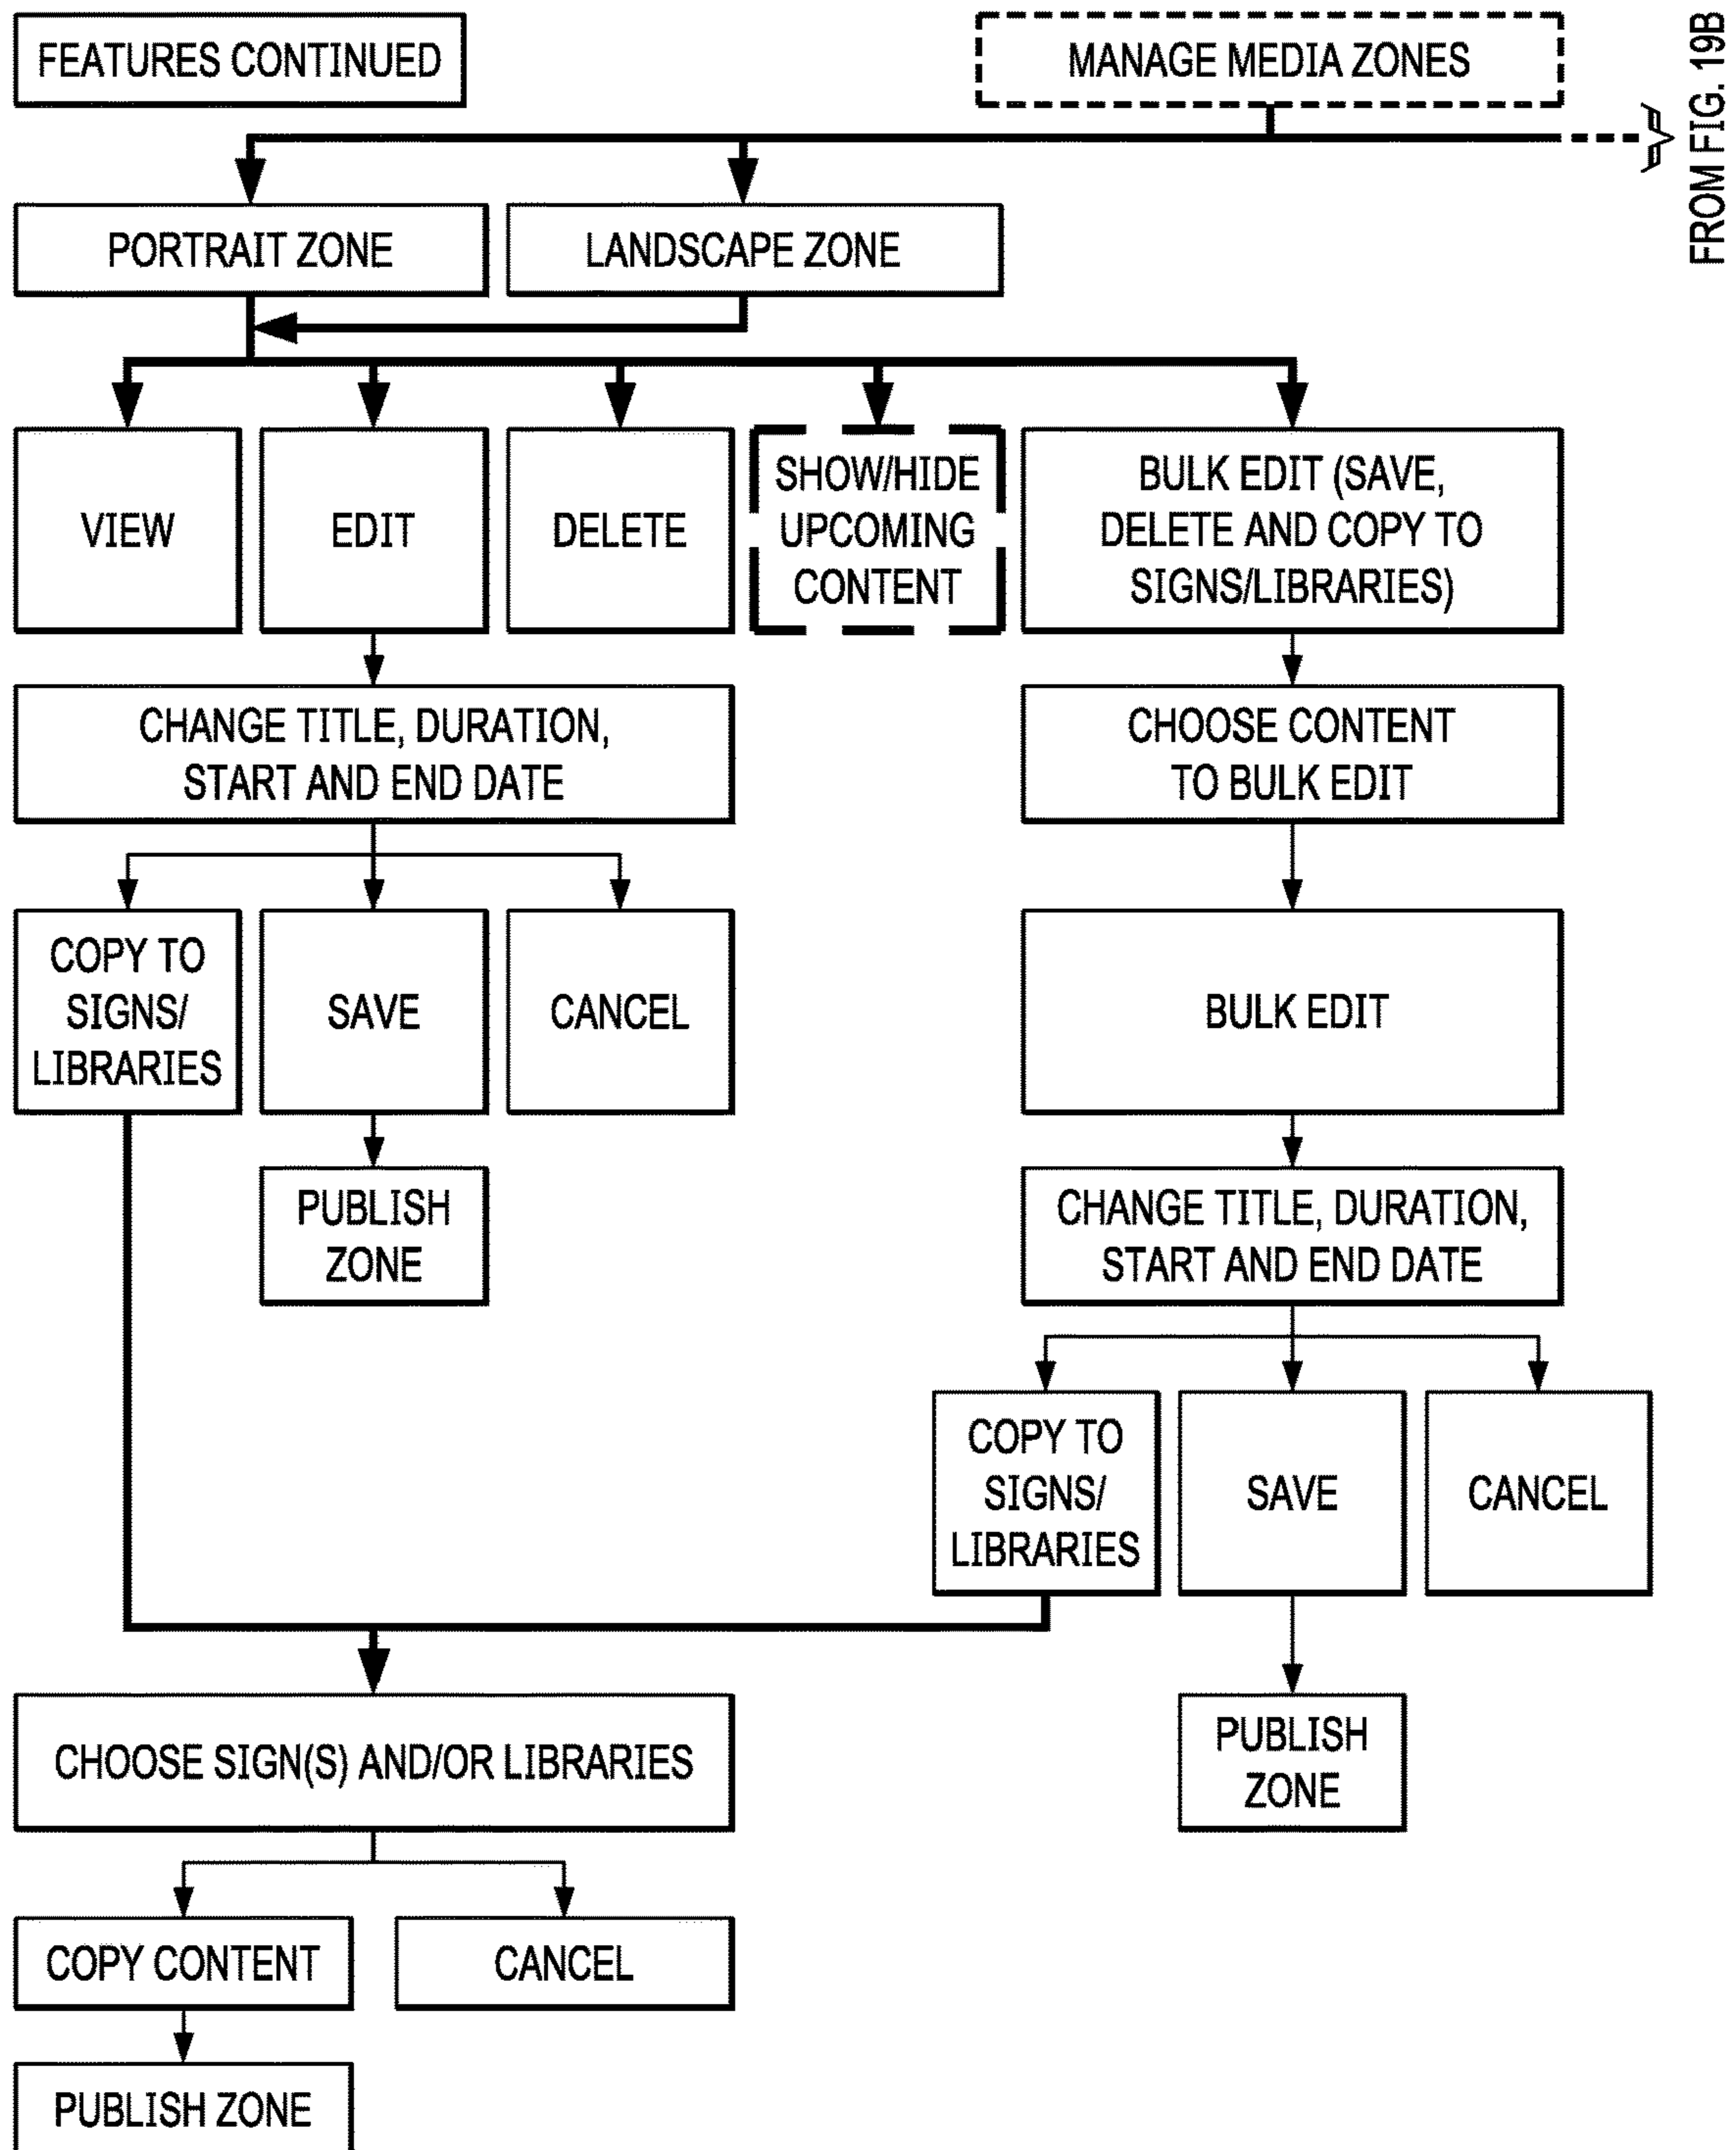 FEATURES CONTINUED
MANAGE MEDIA ZONES
FROM FIG. 19B
PORTRAIT ZONE
LANDSCAPE ZONE
VIEW
EDIT
DELETE
SHOW/HIDE
UPCOMING
CONTENT
BULK EDIT (SAVE,
DELETE AND COPY TO
SIGNS/LIBRARIES)
CHANGE TITLE, DURATION,
START AND END DATE
CHOOSE CONTENT
TO BULK EDIT
COPY TO
SIGNS/
LIBRARIES
SAVE
CANCEL
BULK EDIT
PUBLISH
ZONE
CHANGE TITLE, DURATION,
START AND END DATE
COPY TO
SIGNS/
LIBRARIES
SAVE
CANCEL
CHOOSE SIGN(S) AND/OR LIBRARIES
PUBLISH
ZONE
COPY CONTENT
CANCEL
PUBLISH ZONE